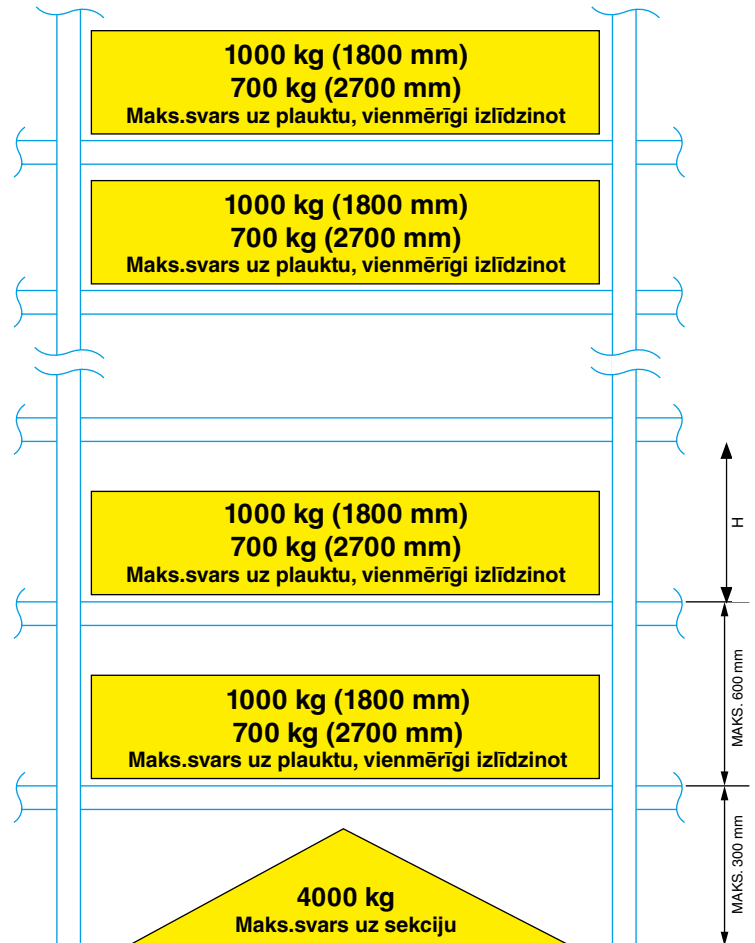 1000 kg (1800 mm)
700 kg (2700 mm)
Maks.svars uz plauktu, vienmērīgi izlīdzinot
1000 kg (1800 mm)
700 kg (2700 mm)
Maks.svars uz plauktu, vienmērīgi izlīdzinot
1000 kg (1800 mm)
700 kg (2700 mm)
Maks.svars uz plauktu, vienmērīgi izlīdzinot
H
1000 kg (1800 mm)
700 kg (2700 mm)
Maks.svars uz plauktu, vienmērīgi izlīdzinot
MAKS. 600 mm
4000 kg
Maks.svars uz sekciju
MAKS. 300 mm